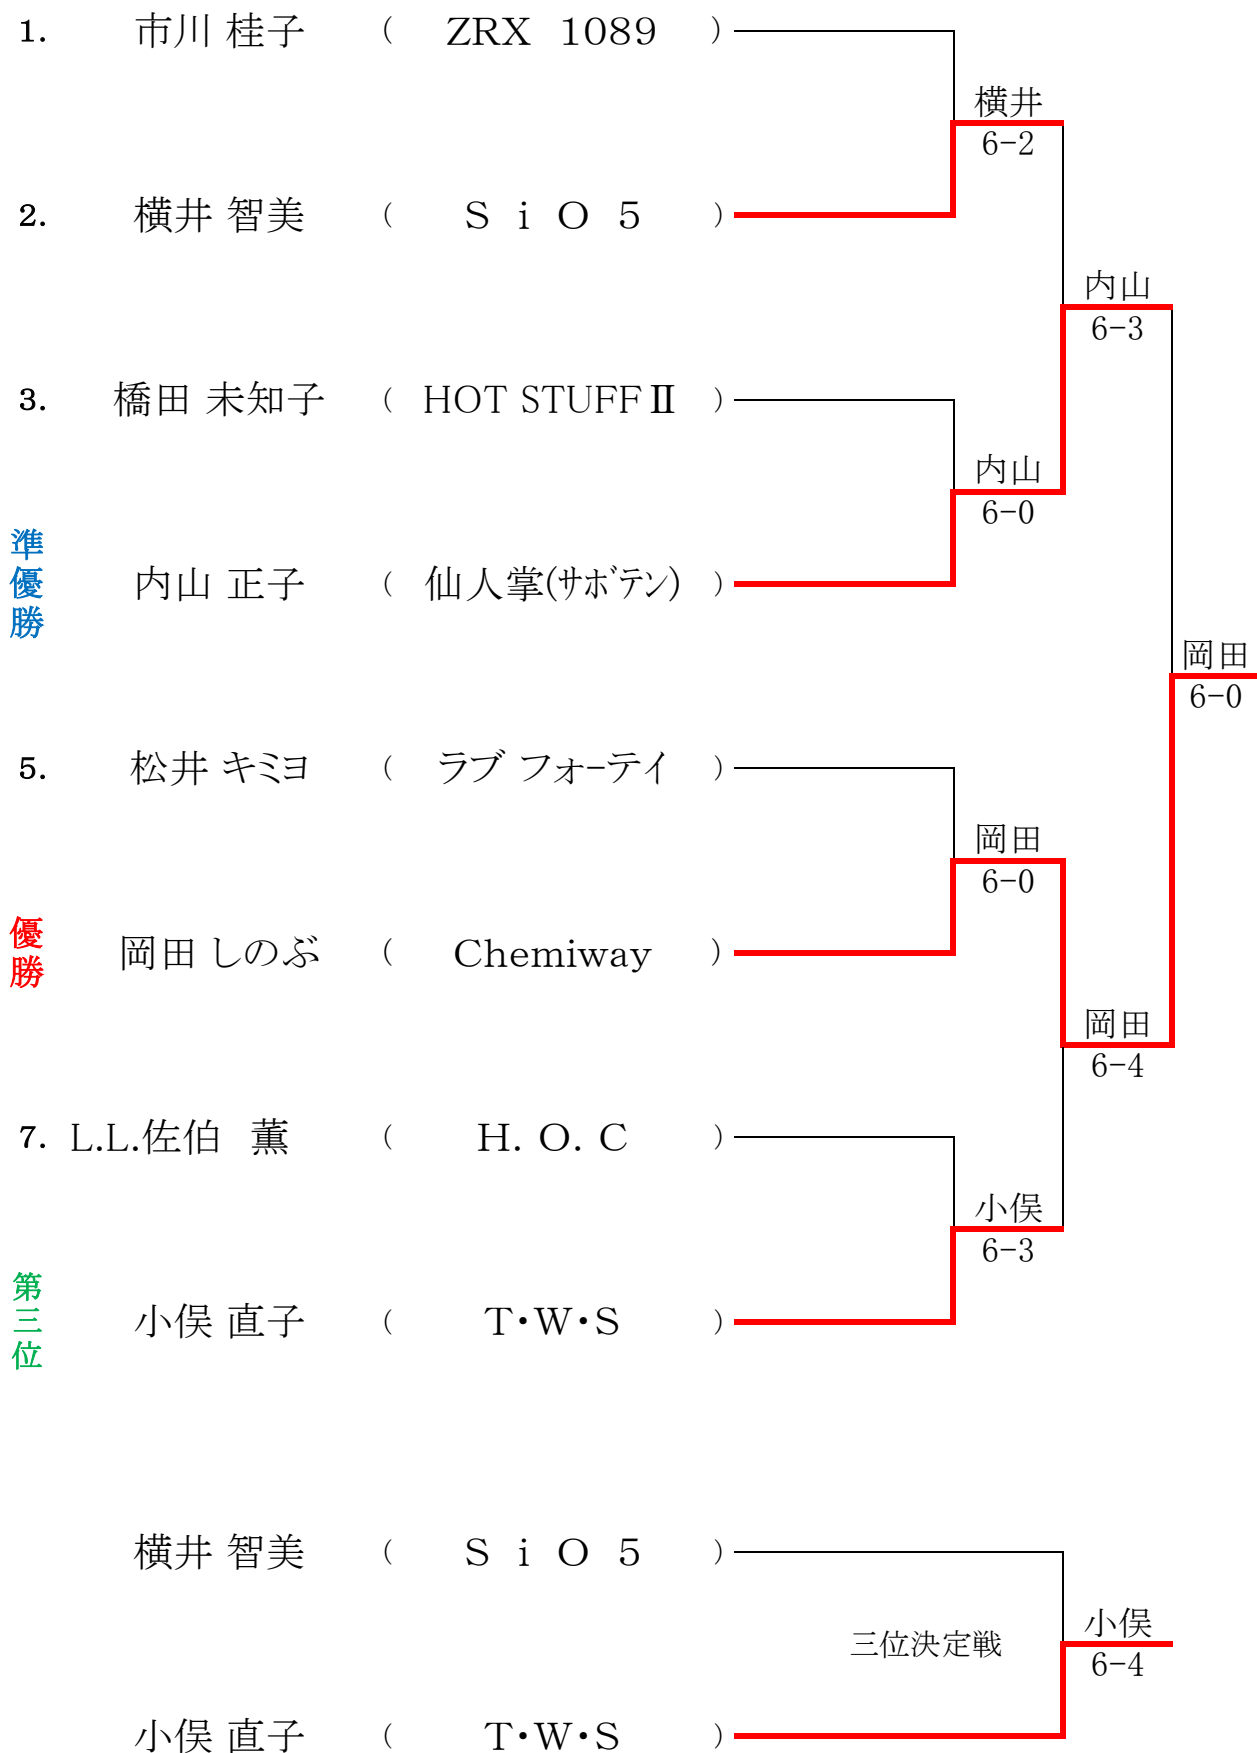 1. 市川 桂子 ( ZRX 1089 )
横井
6-2
2. 横井 智美 ( S i O 5 )
内山
6-3
3. 橋田 未知子 ( HOT STUFFⅡ )
内山
6-0
準優勝 内山 正子 ( 仙人掌(ｻﾎﾞﾃﾝ) )
岡田
6-0
5. 松井 キミヨ ( ラブ フォーテイ )
岡田
6-0
優勝 岡田 しのぶ ( Chemiway )
岡田
6-4
7. L.L.佐伯 薫 ( H. O. C )
小俣
6-3
第三位 小俣 直子 ( T・W・S )
横井 智美 ( S i O 5 )
小俣
三位決定戦
6-4
小俣 直子 ( T・W・S )